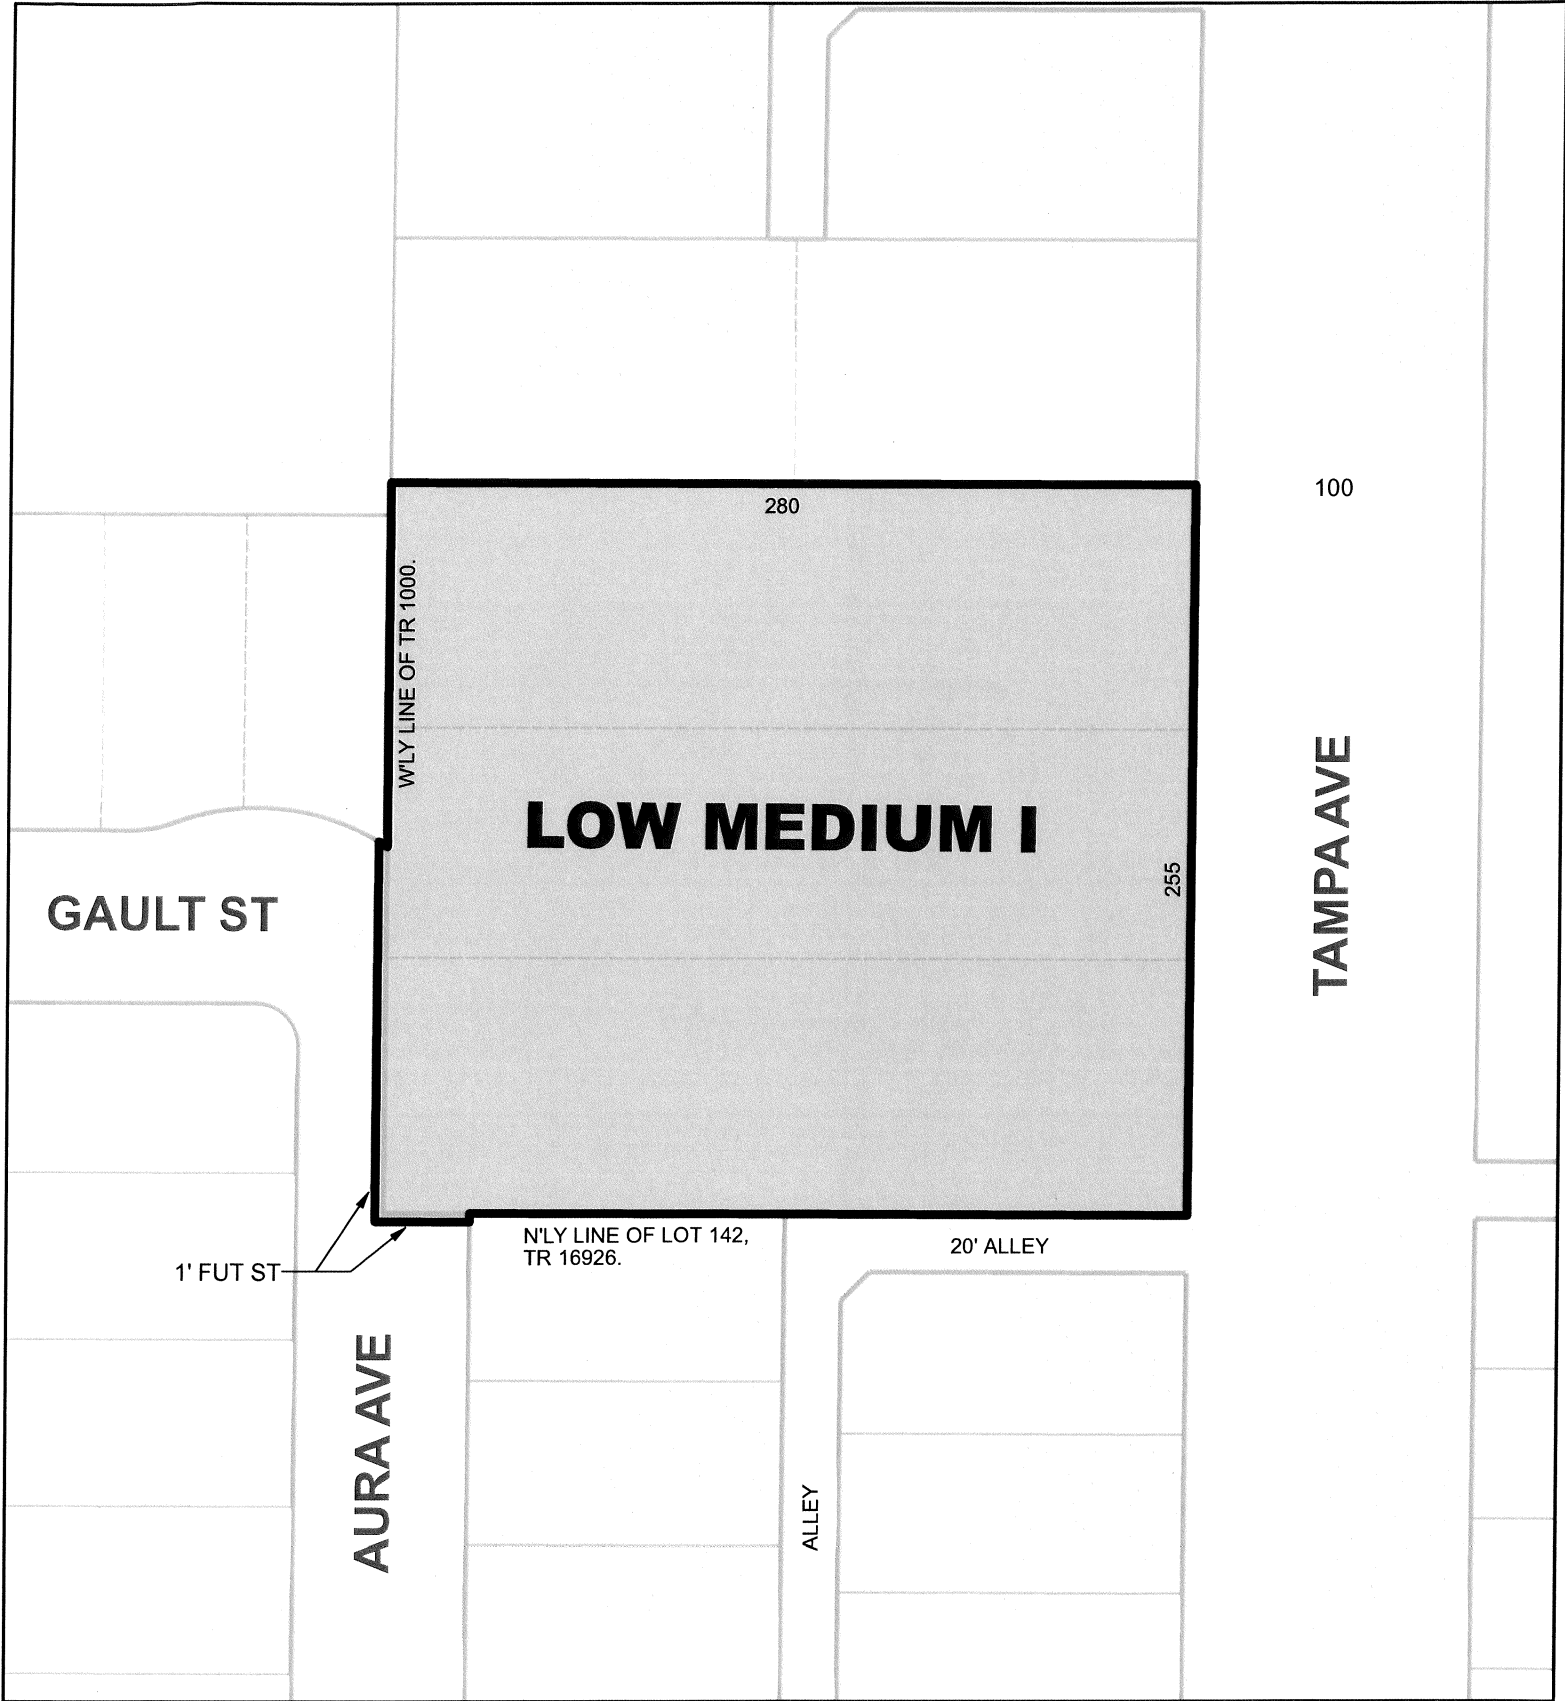 100
280
W'LY LINE OF TR 1000.
LOW MEDIUM I
TAMPA AVE
255
GAULT ST
N'LY LINE OF LOT 142,
TR 16926.
20' ALLEY
1' FUT ST
AURA AVE
ALLEY